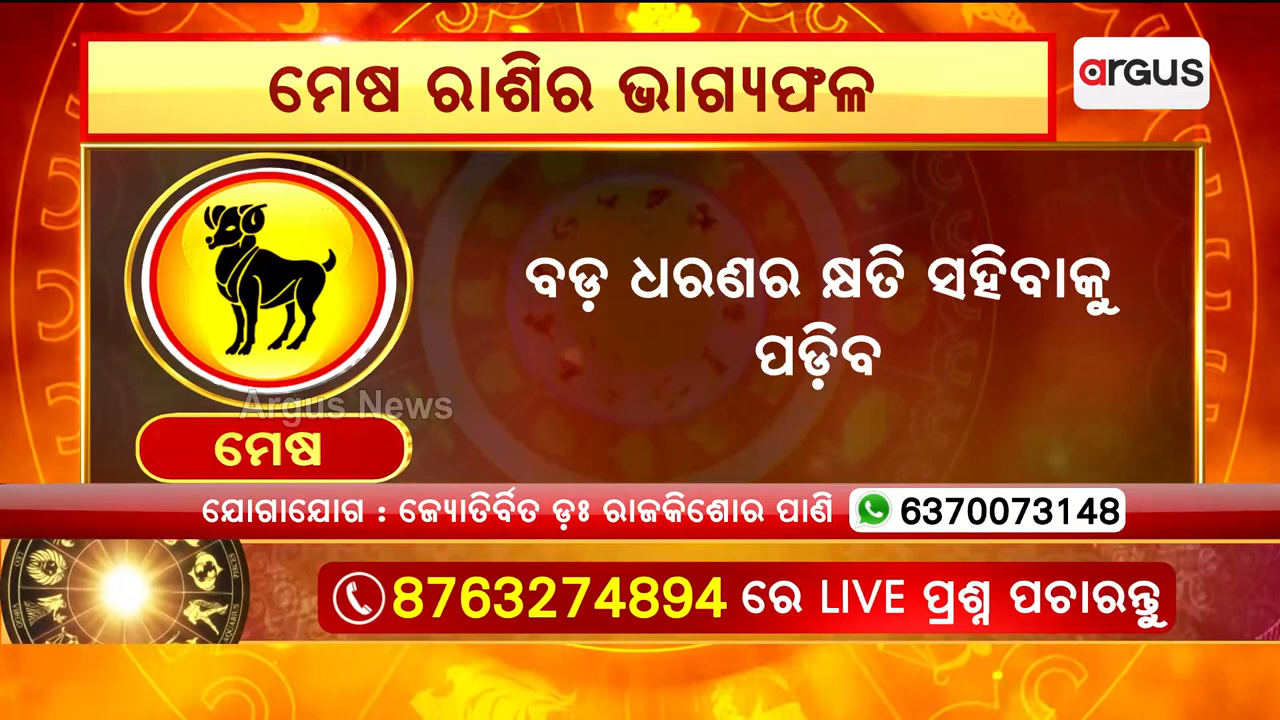 ମେଷ ରାଶିର ଭାଗ୍ୟଫଳ
argus
ବଡ଼ ଧରଣର କ୍ଷତି ସହିବାକୁ
ପଡ଼ିବ
Argus News
ମେଷ
ଯୋଗାଯୋଗ : ଜ୍ୟୋତିର୍ବିତ ଡ଼ଃ ରାଜକିଶୋର ପାଣି 6370073148
8763274894 ରେ LIVE ପ୍ରଶ୍ନ ପଚାରନ୍ତୁ